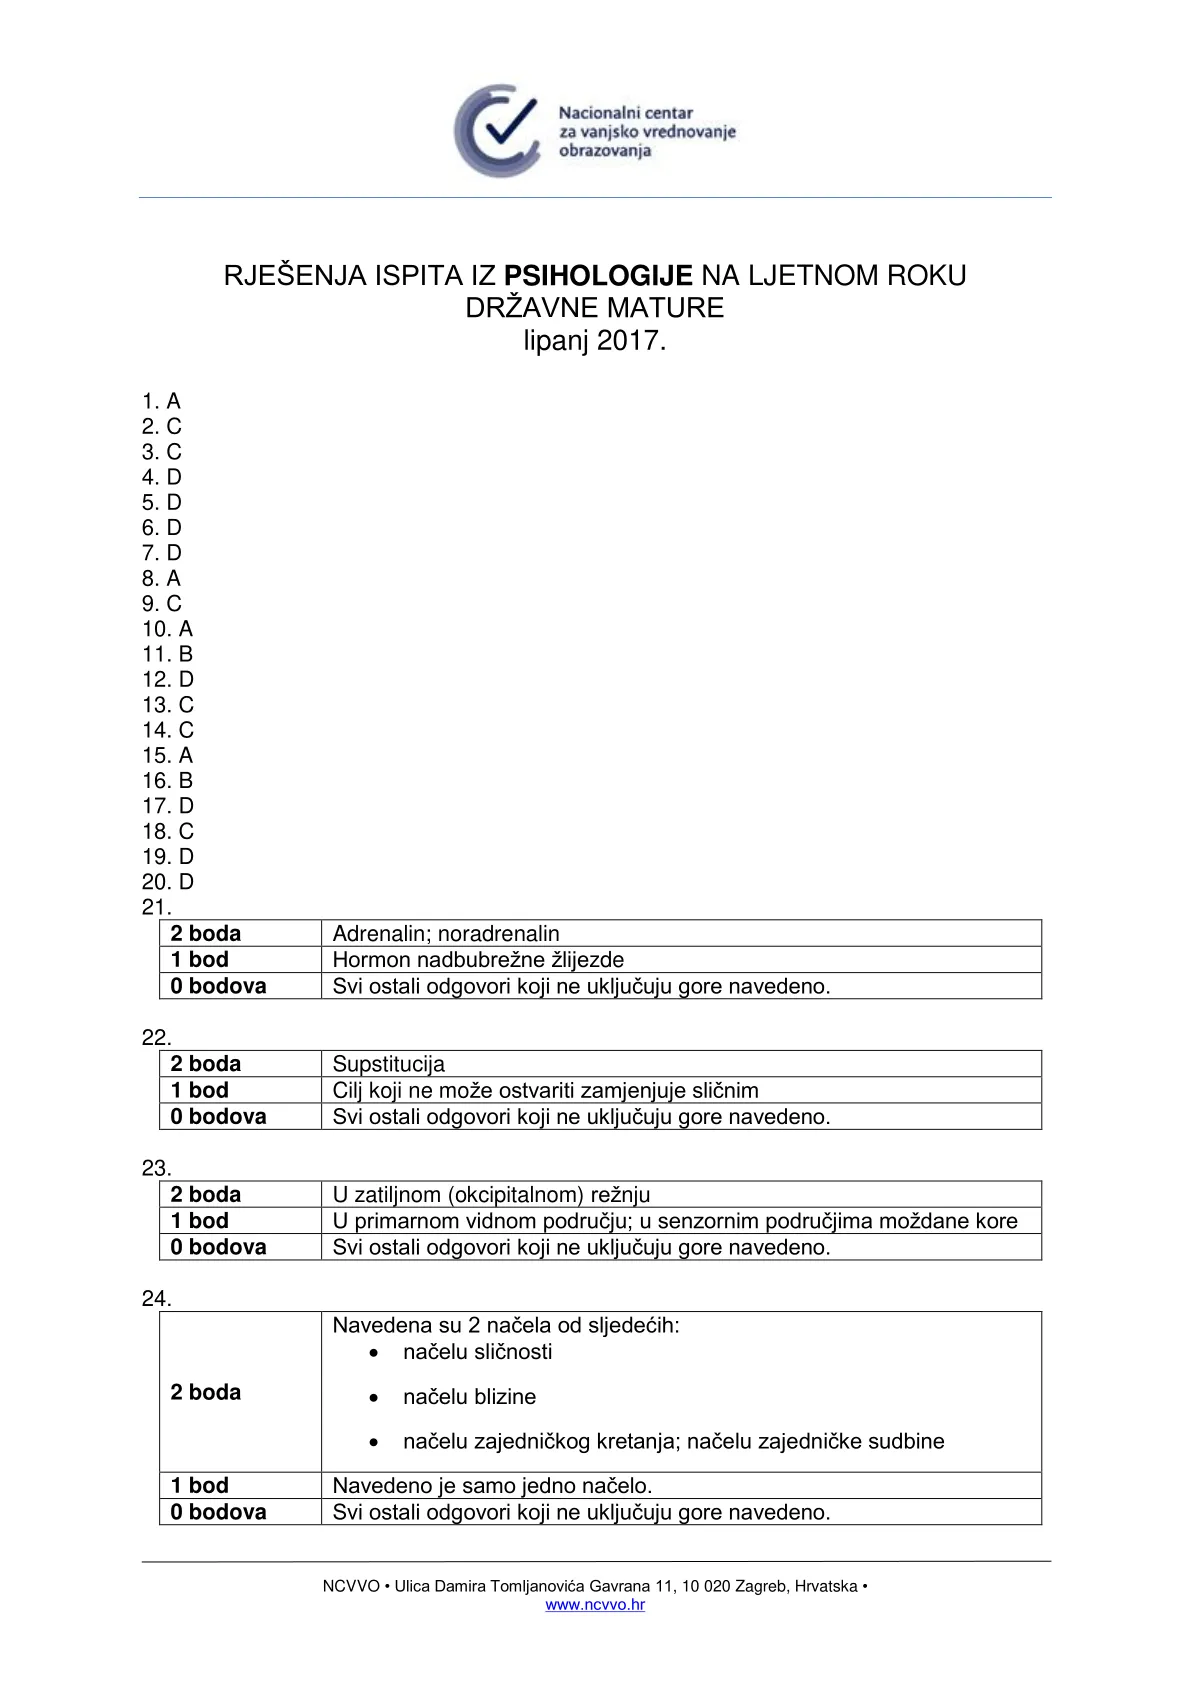 Nacionalni centar
za vanjsko vrednovanje
obrazovanja
RJEŠENJA ISPITA IZ PSIHOLOGIJE NA LJETNOM ROKU
DRŽAVNE MATURE
lipanj 2017.
1. A
2. C
3. C
4. D
5. D
6. D
7. D
8. A
9. C
10. A
11. B
12. D
13. C
14. C
15. A
16. B
17. D
18. C
19. D
20. D
21.
2 boda Adrenalin; noradrenalin
1 bod Hormon nadbubrežne žlijezde
0 bodova Svi ostali odgovori koji ne uključuju gore navedeno.
22.
2 boda Supstitucija
1 bod Cilj koji ne može ostvariti zamjenjuje sličnim
0 bodova Svi ostali odgovori koji ne uključuju gore navedeno.
23.
2 boda U zatiljnom (okcipitalnom) režnju
1 bod U primarnom vidnom području; u senzornim područjima moždane kore
0 bodova Svi ostali odgovori koji ne uključuju gore navedeno.
24.
Navedena su 2 načela od sljedećih:
• načelu sličnosti
2 boda • načelu blizine
• načelu zajedničkog kretanja; načelu zajedničke sudbine
1 bod Navedeno je samo jedno načelo.
0 bodova Svi ostali odgovori koji ne uključuju gore navedeno.
NCVVO • Ulica Damira Tomljanovića Gavrana 11, 10 020 Zagreb, Hrvatska •
www.ncvvo.hr